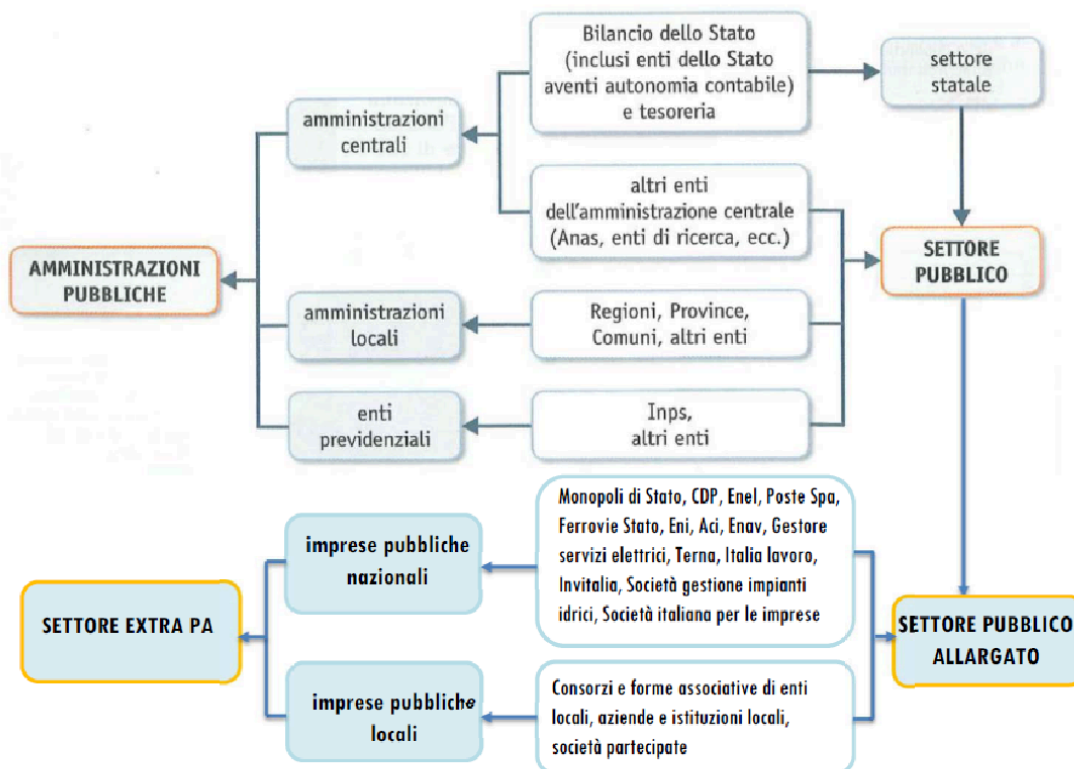 Bilancio dello Stato
(inclusi enti dello Stato
aventi autonomia contabile)
e tesoreria
settore
statale
amministrazioni
centrali
altri enti
dell'amministrazione centrale
(Anas, enti di ricerca, ecc.)
AMMINISTRAZIONI
PUBBLICHE
SETTORE
PUBBLICO
amministrazioni
locali
Regioni, Province,
Comuni, altri enti
enti
previdenziali
Inps,
altri enti
Monopoli di Stato, CDP, Enel, Poste Spa,
Ferrovie Stato, Eni, Aci, Enav, Gestore
servizi elettrici, Terna, Italia lavoro,
Invitalia, Società gestione impianti
idrici, Società italiana per le imprese
imprese pubbliche
nazionali
SETTORE EXTRA PA
SETTORE PUBBLICO
ALLARGATO
imprese pubbliche
locali
Consorzi e forme associative di enti
locali, aziende e istituzioni locali,
società partecipate